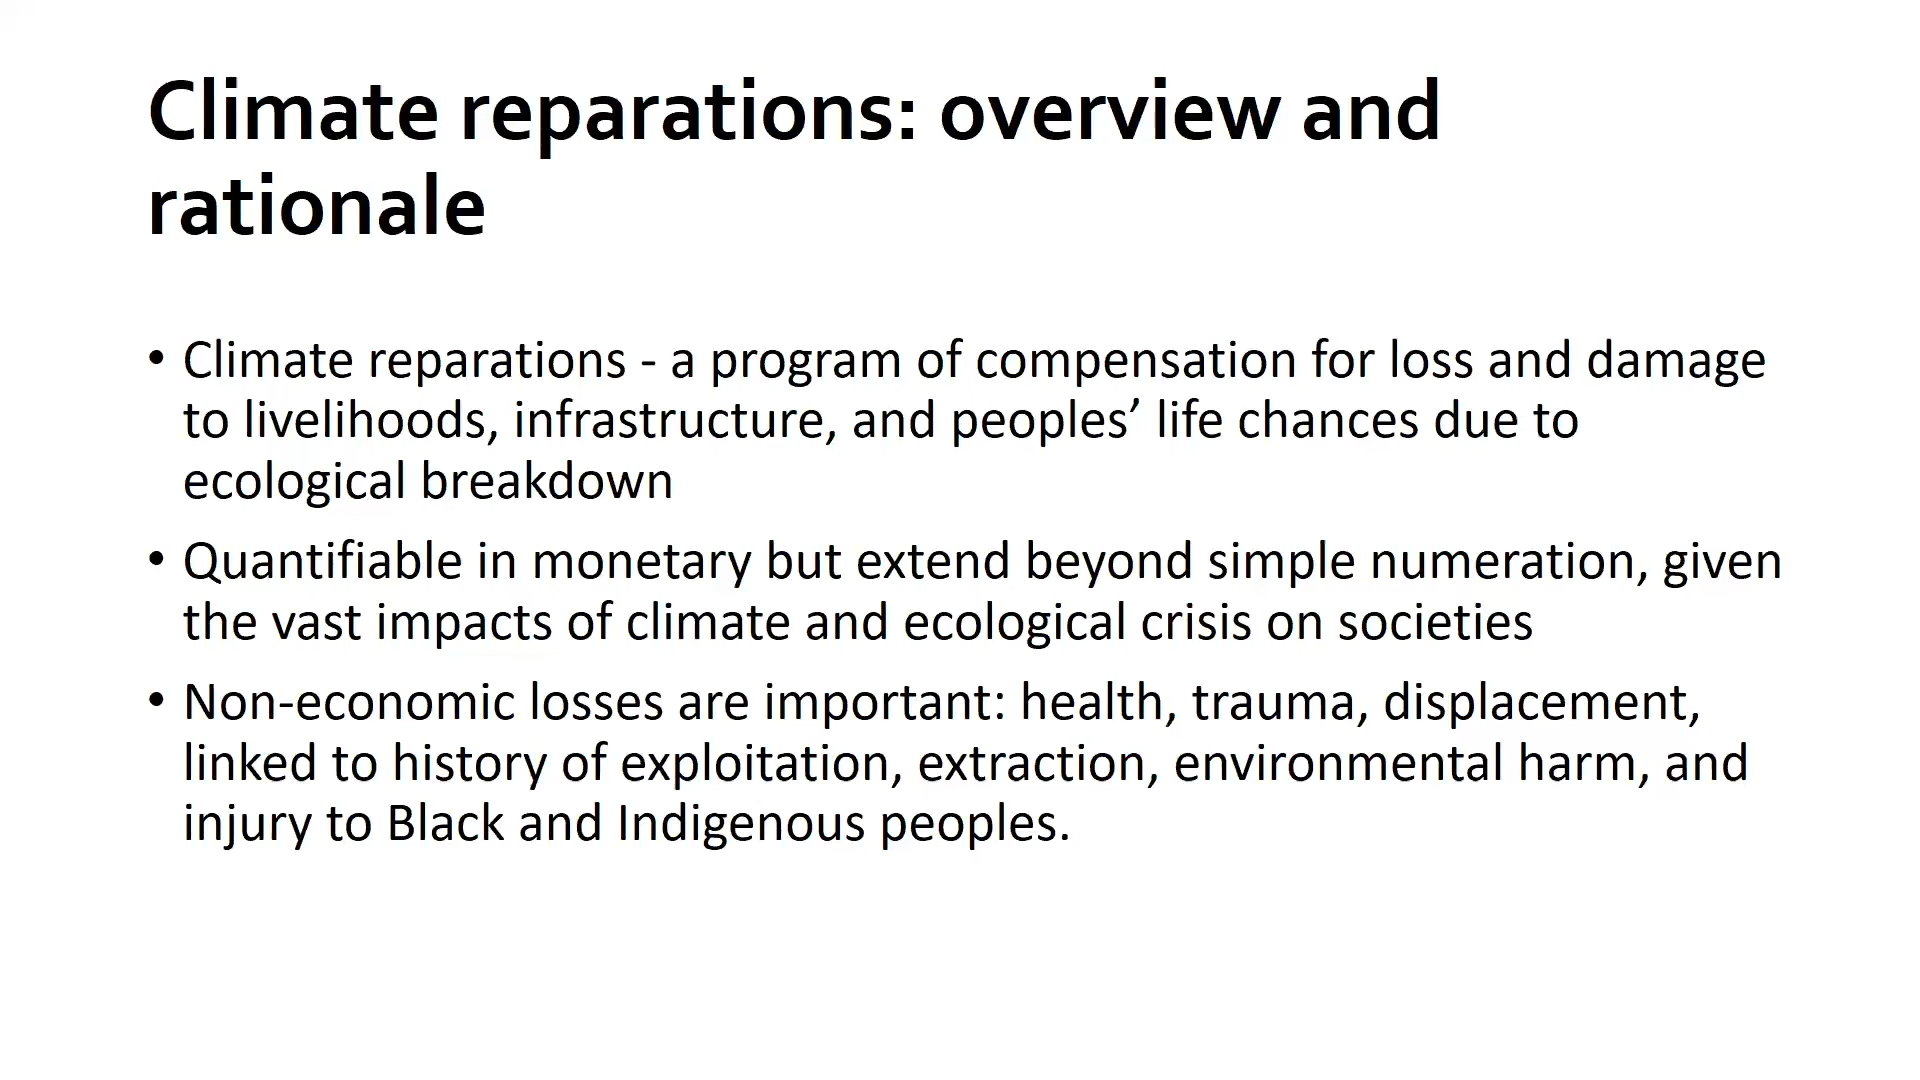 Climate reparations: overview and
rationale
• Climate reparations - a program of compensation for loss and damage
to livelihoods, infrastructure, and peoples’ life chances due to
ecological breakdown
• Quantifiable in monetary but extend beyond simple numeration, given
the vast impacts of climate and ecological crisis on societies
• Non-economic losses are important: health, trauma, displacement,
linked to history of exploitation, extraction, environmental harm, and
injury to Black and Indigenous peoples.